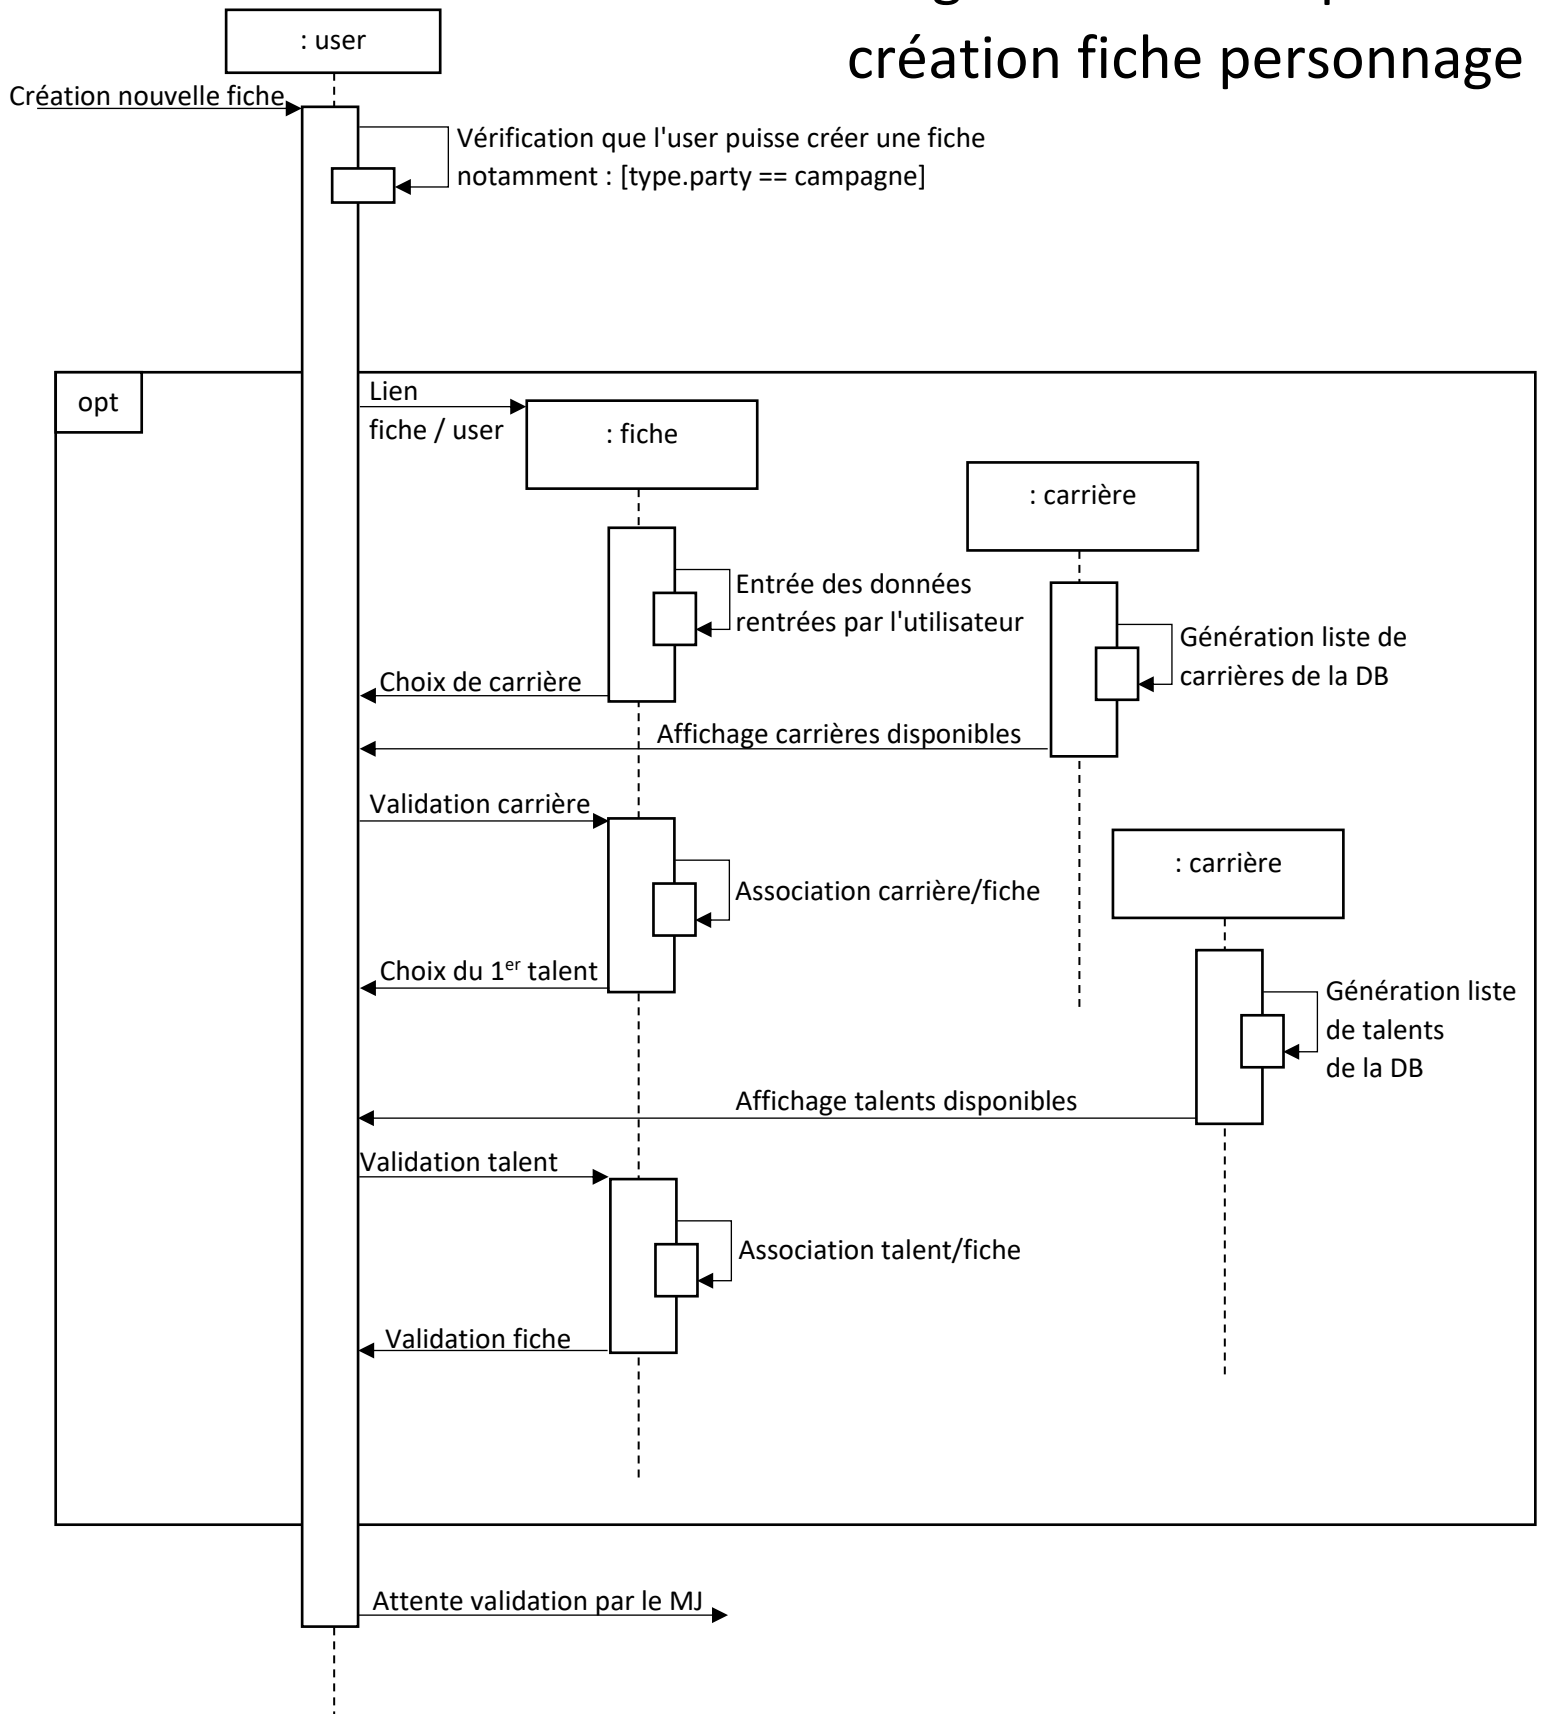 création fiche personnage
: user
Création nouvelle fiche
Vérification que l'user puisse créer une fiche
notamment : [type.party == campagne]
opt
Lien
fiche / user
: fiche
: carrière
Entrée des données
rentrées par l'utilisateur
Génération liste de
carrières de la DB
Choix de carrière
Affichage carrières disponibles
Validation carrière
: carrière
Association carrière/fiche
Choix du 1er talent
Génération liste
de talents
de la DB
Affichage talents disponibles
Validation talent
Association talent/fiche
Validation fiche
Attente validation par le MJ